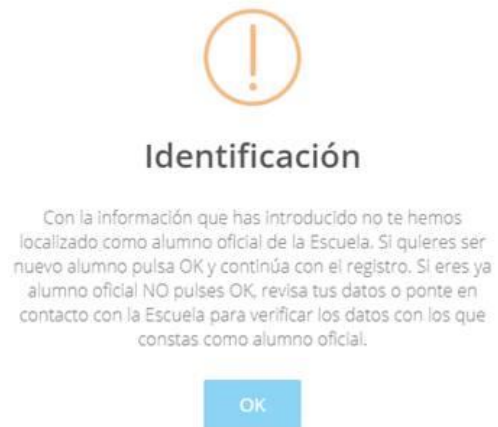 Identificación
Con la información que has introducido no te hemos
localizado como alumno oficial de la Escuela. Si quieres ser
nuevo alumno pulsa OK y continúa con el registro. Si eres ya
alumno oficial NO pulses OK, revisa tus datos o ponte en
contacto con la Escuela para verificar los datos con los que
constas como alumno oficial.
OK